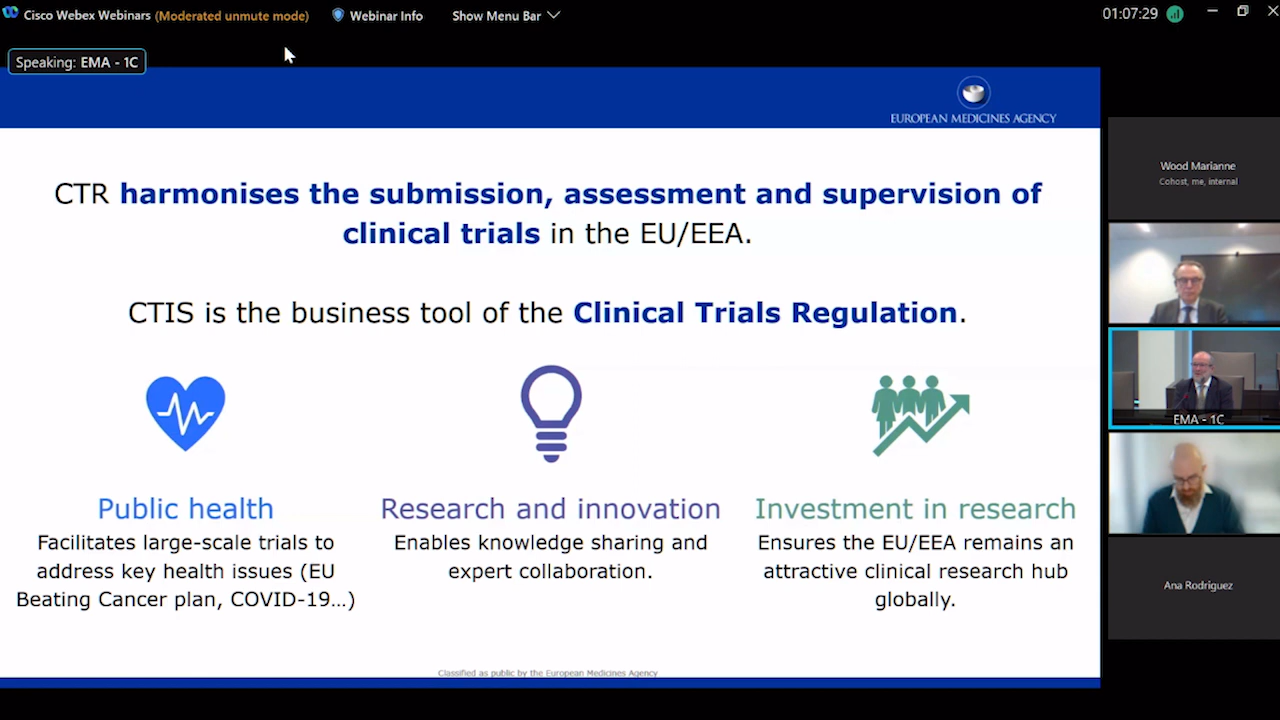 Cisco Webex Webinars (Moderated unmute mode) Webinar Info Show Menu Bar 01:07:29
Speaking: EMA - 1C
EUROPEAN MEDICINES AGENCY
CTR harmonises the submission, assessment and supervision of
clinical trials in the EU/EEA.
CTIS is the business tool of the Clinical Trials Regulation.
Public health
Facilitates large-scale trials to
address key health issues (EU
Beating Cancer plan, COVID-19...)
Research and innovation
Enables knowledge sharing and
expert collaboration.
Investment in research
Ensures the EU/EEA remains an
attractive clinical research hub
globally.
Classified as public by the European Medicines Agency
Wood Marianne
Cohost, me, internal
EMA - 1C
Ana Rodriguez